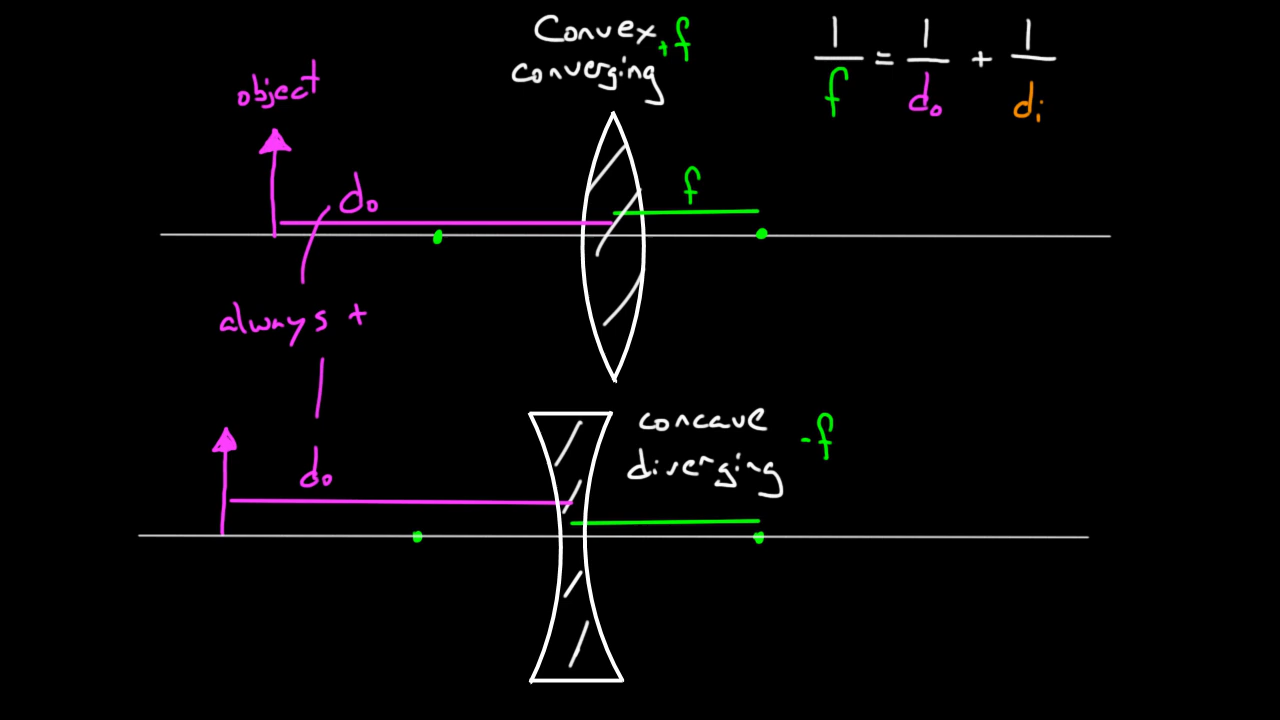 Convex
converging +f
1/f = 1/do + 1/di
object
do
f
always +
do
concave
diverging
-f